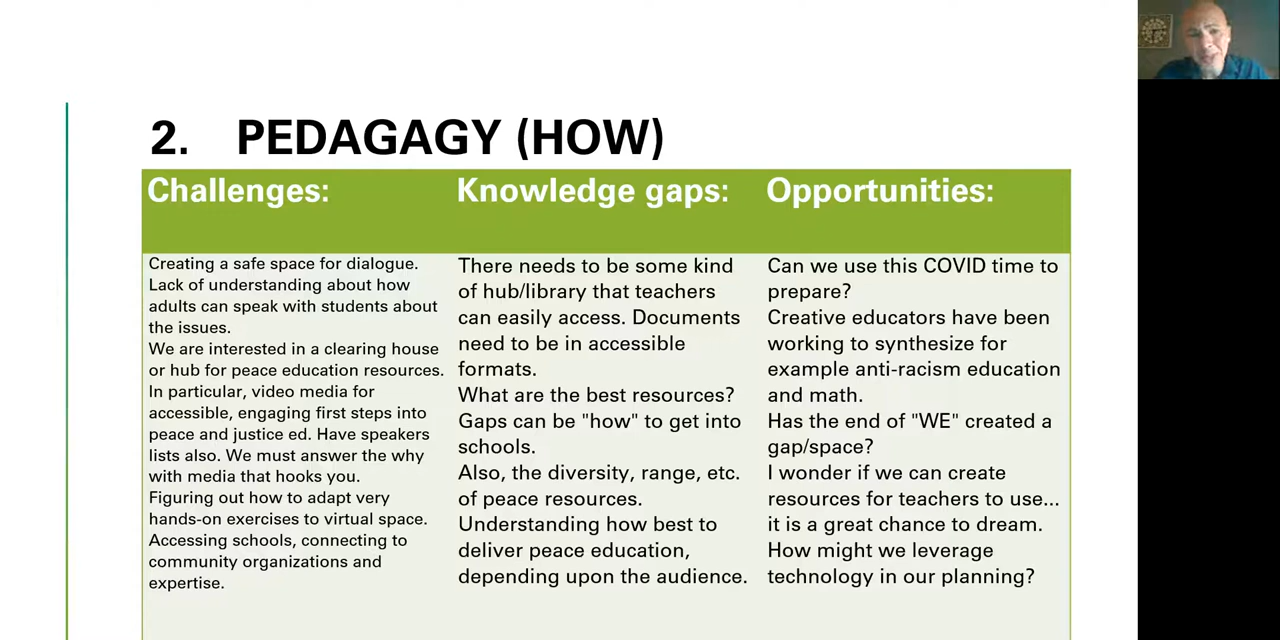 2. PEDAGAGY (HOW)
Challenges:
Creating a safe space for dialogue.
Lack of understanding about how
adults can speak with students about
the issues.
We are interested in a clearing house
or hub for peace education resources.
In particular, video media for
accessible, engaging first steps into
peace and justice ed. Have speakers
lists also. We must answer the why
with media that hooks you.
Figuring out how to adapt very
hands-on exercises to virtual space.
Accessing schools, connecting to
community organizations and
expertise.
Knowledge gaps:
There needs to be some kind
of hub/library that teachers
can easily access. Documents
need to be in accessible
formats.
What are the best resources?
Gaps can be "how" to get into
schools.
Also, the diversity, range, etc.
of peace resources.
Understanding how best to
deliver peace education,
depending upon the audience.
Opportunities:
Can we use this COVID time to
prepare?
Creative educators have been
working to synthesize for
example anti-racism education
and math.
Has the end of "WE" created a
gap/space?
I wonder if we can create
resources for teachers to use...
it is a great chance to dream.
How might we leverage
technology in our planning?